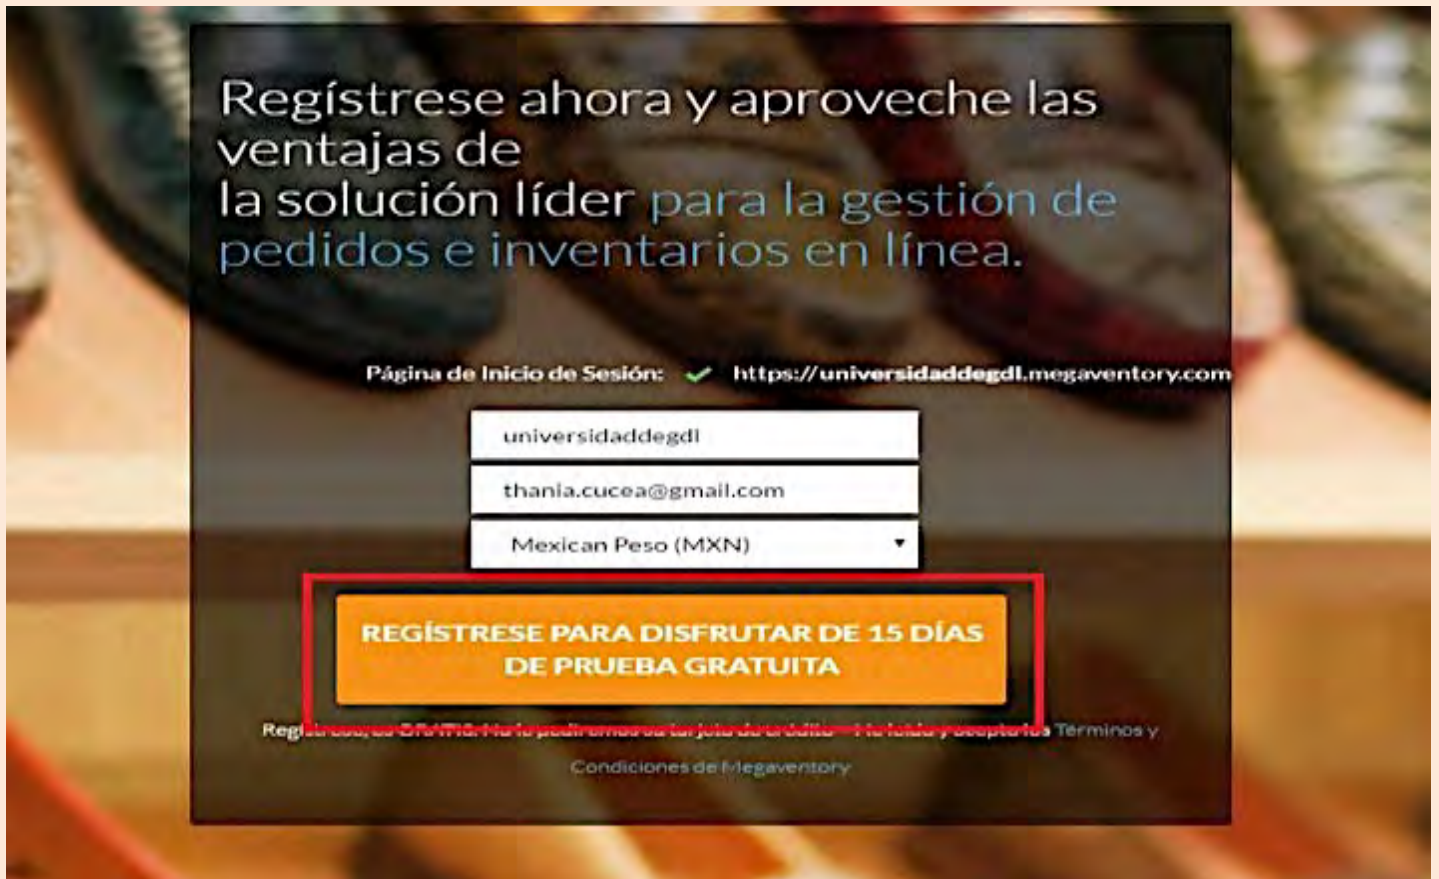 Regístrese ahora y aproveche las
ventajas de
la solución líder para la gestión de
pedidos e inventarios en línea.
Página de Inicio de Sesión: https://universidaddegdl.megaventory.com
universidaddegdl
thania.cucea@gmail.com
Mexican Peso (MXN)
REGÍSTRESE PARA DISFRUTAR DE 15 DÍAS
DE PRUEBA GRATUITA
Términos y
Condiciones de Megaventory